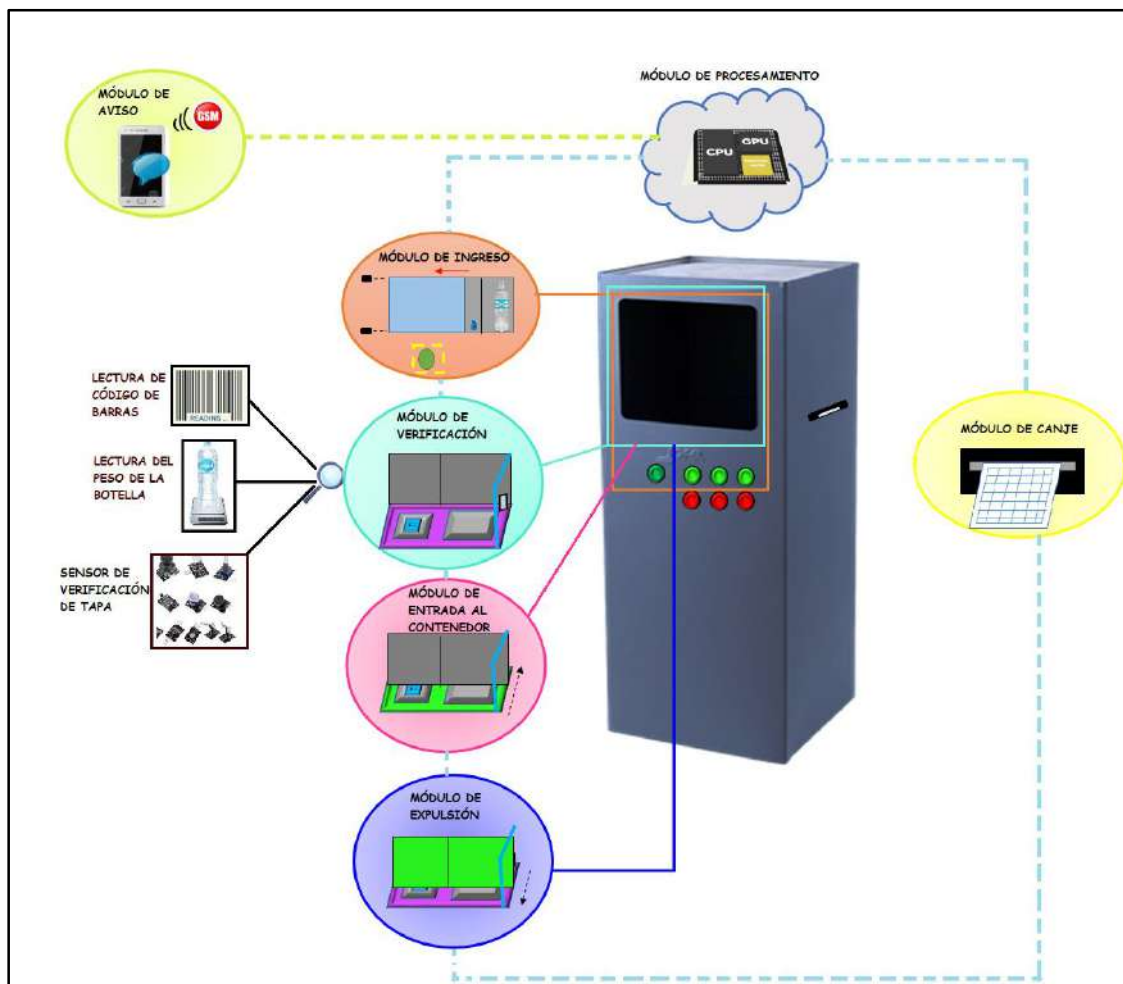 MÓDULO DE PROCESAMIENTO
MÓDULO DE
AVISO
GSM
CPU
GPU
MÓDULO DE INGRESO
LECTURA DE
CÓDIGO DE
BARRAS
READING...
MÓDULO DE
VERIFICACIÓN
MÓDULO DE CANJE
LECTURA DEL
PESO DE LA
BOTELLA
SENSOR DE
VERIFICACIÓN
DE TAPA
MÓDULO DE
ENTRADA AL
CONTENEDOR
MÓDULO DE
EXPULSIÓN